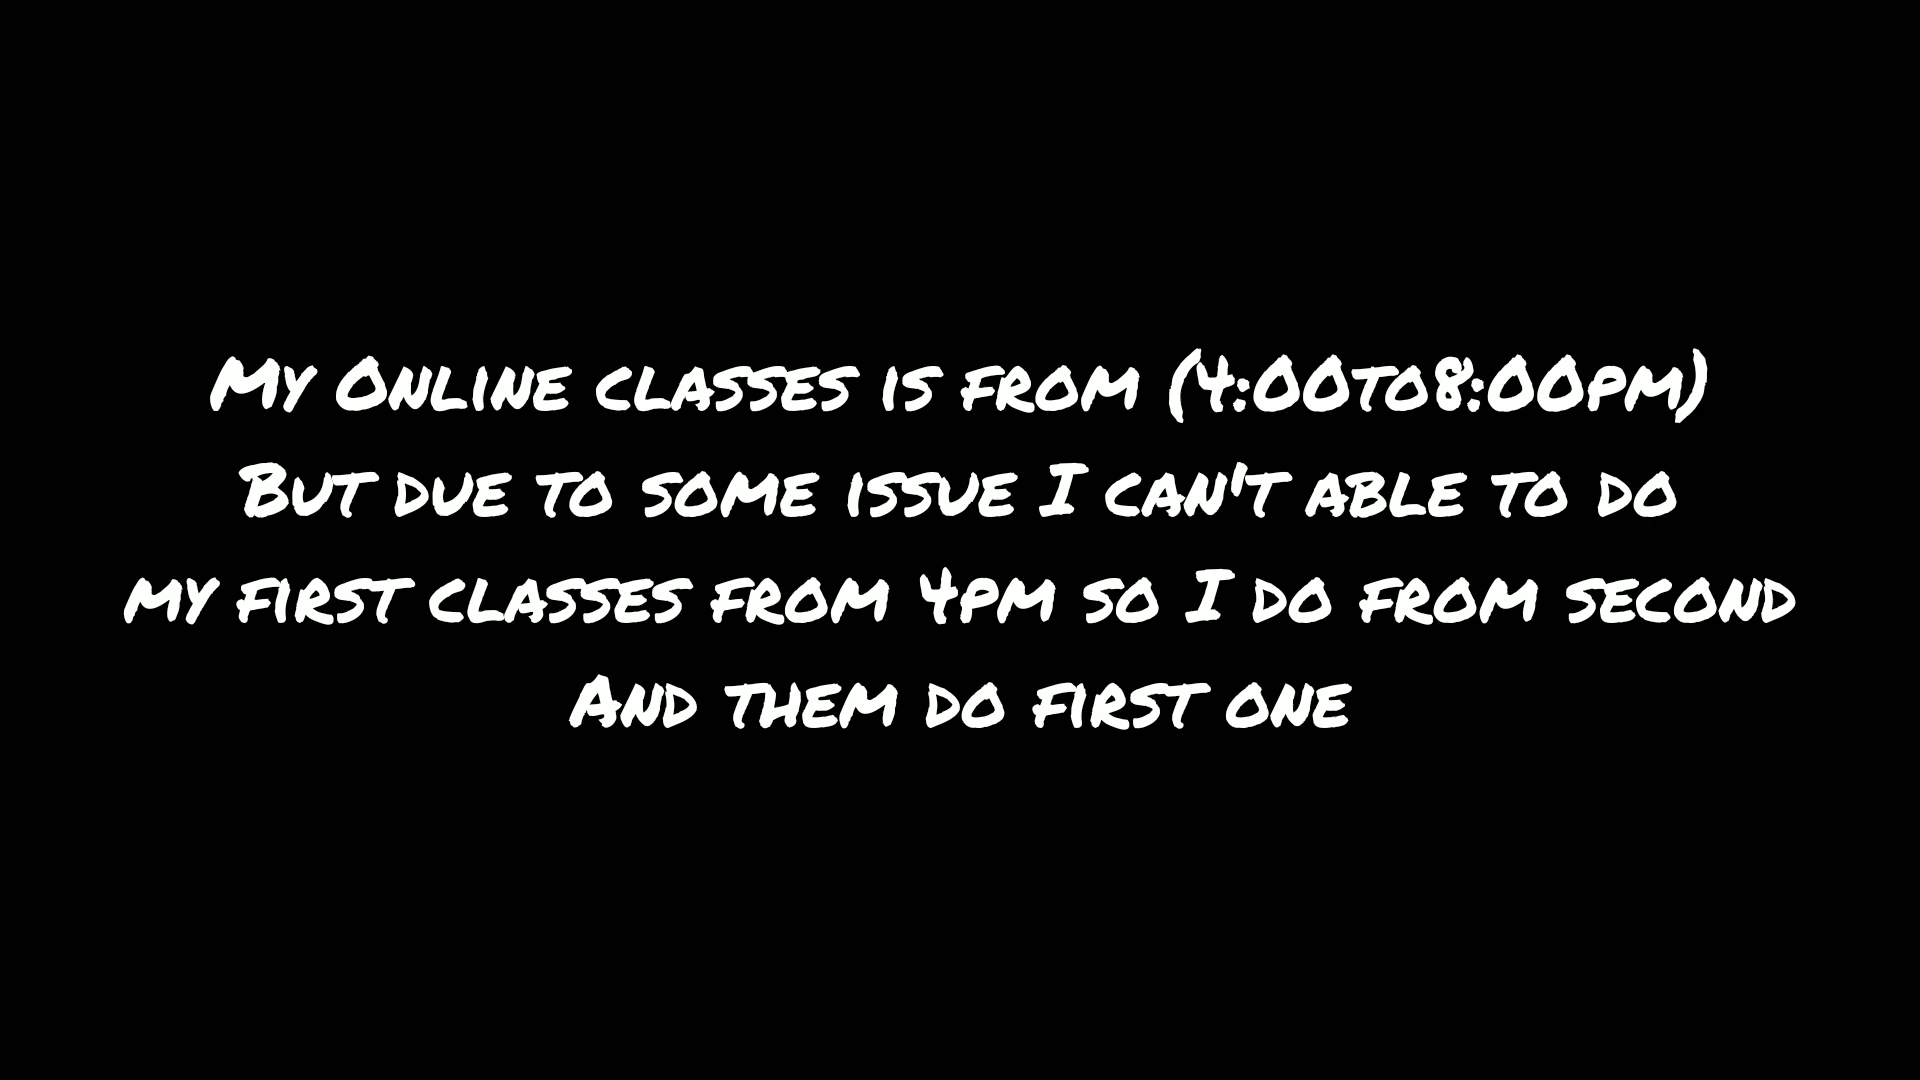 My Online classes is from (4:00to8:00pm)
But due to some issue I can't able to do
my first classes from 4pm so I do from second
And them do first one